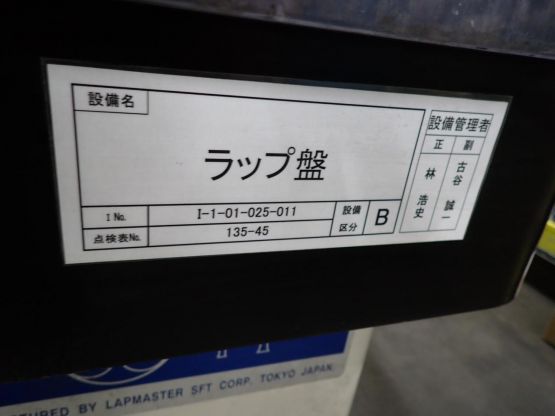 設備名
ラップ盤
I No.
I-1-01-025-011
点検表No.
135-45
設備
区分
B
設備管理者
正
副
林 浩史
古谷 誠一
TURED BY LAPMASTER SFT CORP. TOKYO JAPAN.